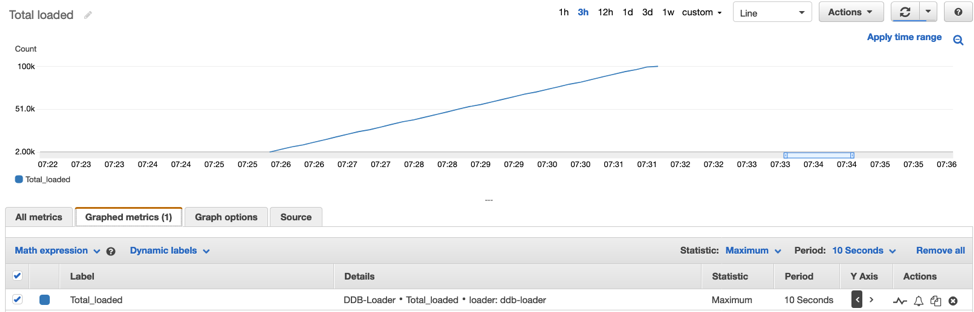 Total loaded
1h 3h 12h 1d 3d 1w custom Line Actions
Apply time range
Count
100k
51.0k
2.00k
07:22 07:23 07:23 07:24 07:24 07:25 07:25 07:26 07:26 07:27 07:27 07:28 07:28 07:29 07:29 07:30 07:30 07:31 07:31 07:32 07:32 07:33 07:33 07:34 07:34 07:35 07:35 07:36
Total_loaded
All metrics Graphed metrics (1) Graph options Source
Math expression ? Dynamic labels Statistic: Maximum Period: 10 Seconds Remove all
Label Details Statistic Period Y Axis Actions
Total_loaded DDB-Loader • Total_loaded • loader: ddb-loader Maximum 10 Seconds < >